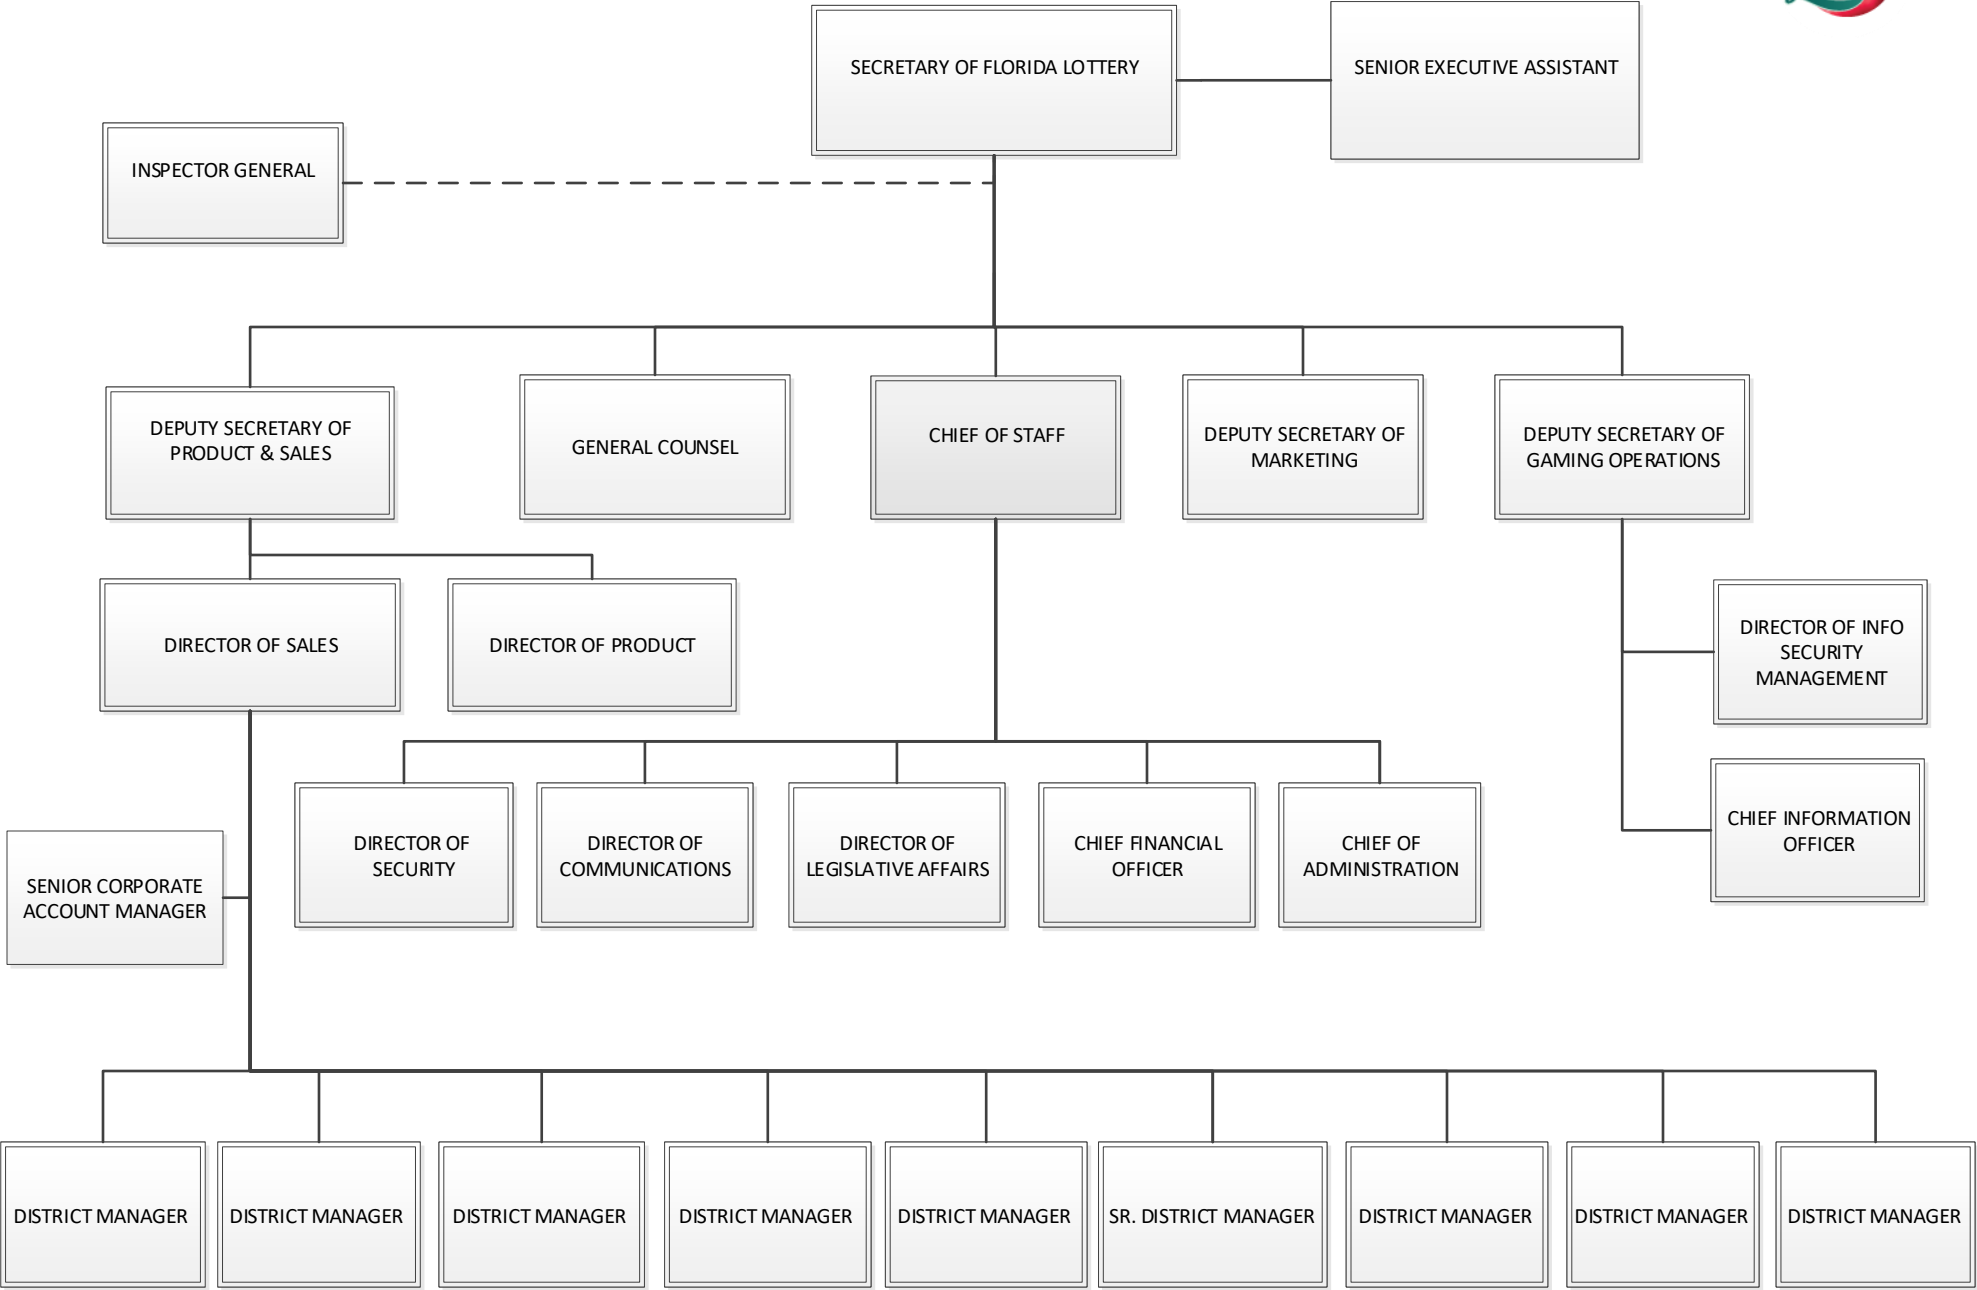 SECRETARY OF FLORIDA LOTTERY
SENIOR EXECUTIVE ASSISTANT
INSPECTOR GENERAL
DEPUTY SECRETARY OF
PRODUCT & SALES
GENERAL COUNSEL
CHIEF OF STAFF
DEPUTY SECRETARY OF
MARKETING
DEPUTY SECRETARY OF
GAMING OPERATIONS
DIRECTOR OF SALES
DIRECTOR OF PRODUCT
DIRECTOR OF INFO
SECURITY
MANAGEMENT
DIRECTOR OF
SECURITY
DIRECTOR OF
COMMUNICATIONS
DIRECTOR OF
LEGISLATIVE AFFAIRS
CHIEF FINANCIAL
OFFICER
CHIEF OF
ADMINISTRATION
CHIEF INFORMATION
OFFICER
SENIOR CORPORATE
ACCOUNT MANAGER
DISTRICT MANAGER
DISTRICT MANAGER
DISTRICT MANAGER
DISTRICT MANAGER
DISTRICT MANAGER
SR. DISTRICT MANAGER
DISTRICT MANAGER
DISTRICT MANAGER
DISTRICT MANAGER